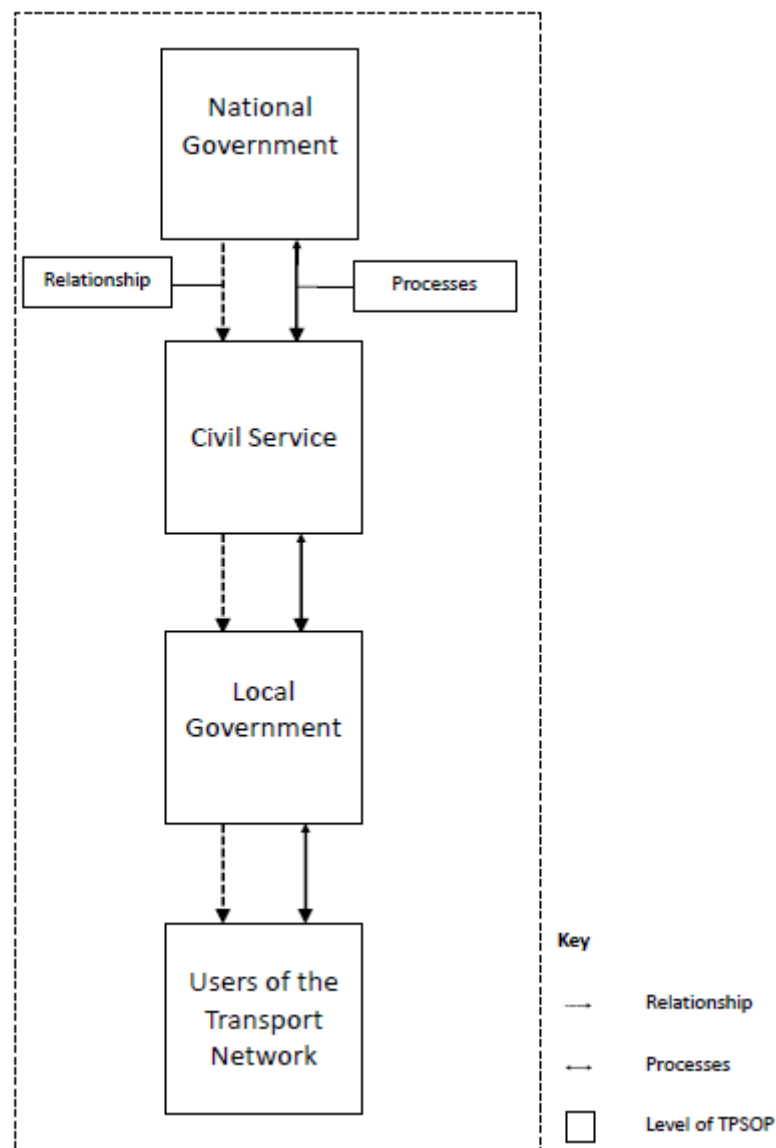 National
Government
Relationship
Processes
Civil Service
Local
Government
Users of the
Transport
Network
Key
Relationship
Processes
Level of TPSOP